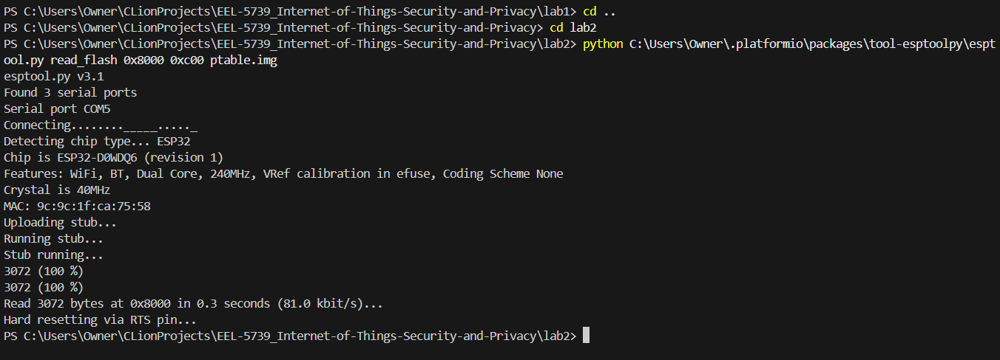 PS C:\Users\Owner\CLionProjects\EEL-5739_Internet-of-Things-Security-and-Privacy\lab1> cd ..
PS C:\Users\Owner\CLionProjects\EEL-5739_Internet-of-Things-Security-and-Privacy> cd lab2
PS C:\Users\Owner\CLionProjects\EEL-5739_Internet-of-Things-Security-and-Privacy\lab2> python C:\Users\Owner\.platformio\packages\tool-esptoolpy\espt
ool.py read_flash 0x8000 0xc00 ptable.img
esptool.py v3.1
Found 3 serial ports
Serial port COM5
Connecting........_____....._
Detecting chip type... ESP32
Chip is ESP32-D0WDQ6 (revision 1)
Features: WiFi, BT, Dual Core, 240MHz, VRef calibration in efuse, Coding Scheme None
Crystal is 40MHz
MAC: 9c:9c:1f:ca:75:58
Uploading stub...
Running stub...
Stub running...
3072 (100 %)
3072 (100 %)
Read 3072 bytes at 0x8000 in 0.3 seconds (81.0 kbit/s)...
Hard resetting via RTS pin...
PS C:\Users\Owner\CLionProjects\EEL-5739_Internet-of-Things-Security-and-Privacy\lab2>